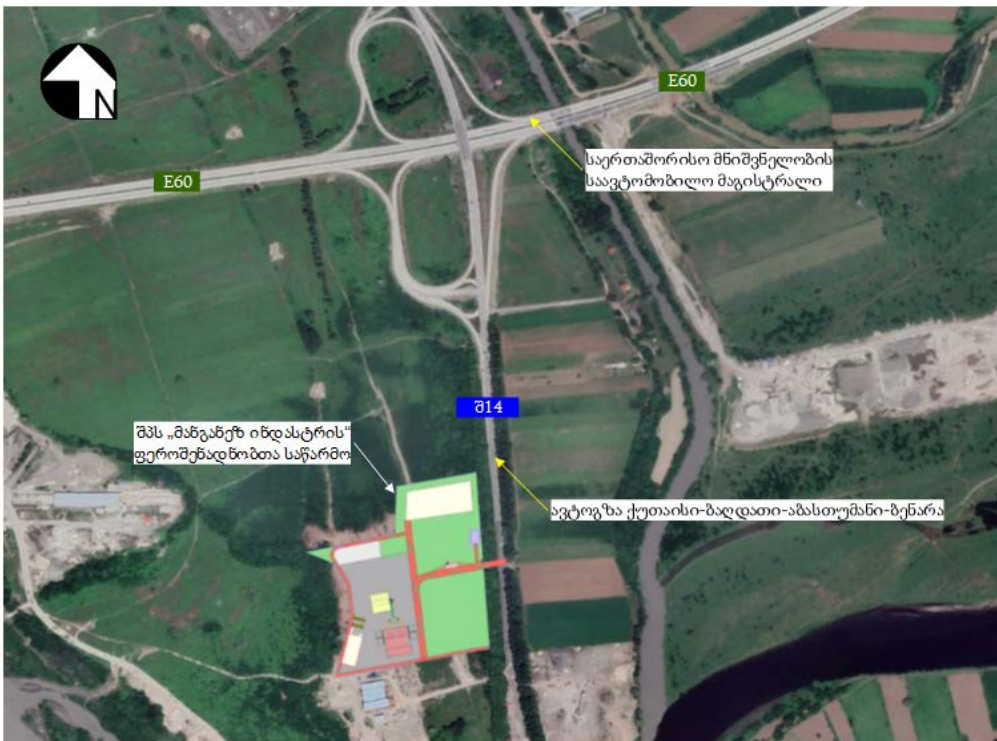 N
E60
საერთაშორისო მნიშვნელობის
საავტომობილო მაგისტრალი
E60
შ14
შპს „მანგანეზ ინდასტრის“
ფეროშენადნობთა საწარმო
ავტოგზა ქუთაისი-ბაღდათი-აბასთუმანი-ბენარა